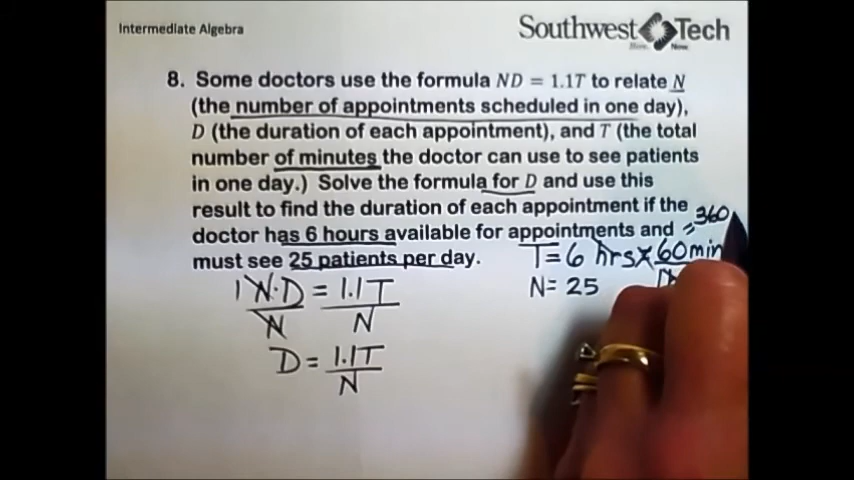 Intermediate Algebra
Southwest Tech
8. Some doctors use the formula ND = 1.1T to relate N
(the number of appointments scheduled in one day),
D (the duration of each appointment), and T (the total
number of minutes the doctor can use to see patients
in one day.) Solve the formula for D and use this
result to find the duration of each appointment if the
doctor has 6 hours available for appointments and
must see 25 patients per day.
= 360
T = 6 hrs × 60 min
N = 25
1 N · D = 1.1T
N N
D = 1.1T
N